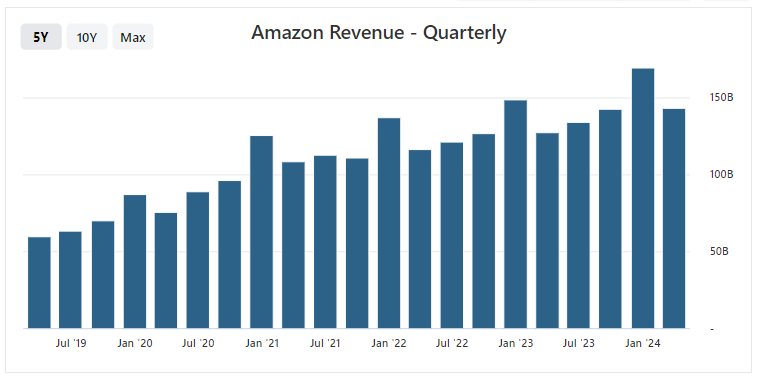 5Y 10Y Max
Amazon Revenue - Quarterly
150B
100B
50B
-
Jul '19 Jan '20 Jul '20 Jan '21 Jul '21 Jan '22 Jul '22 Jan '23 Jul '23 Jan '24